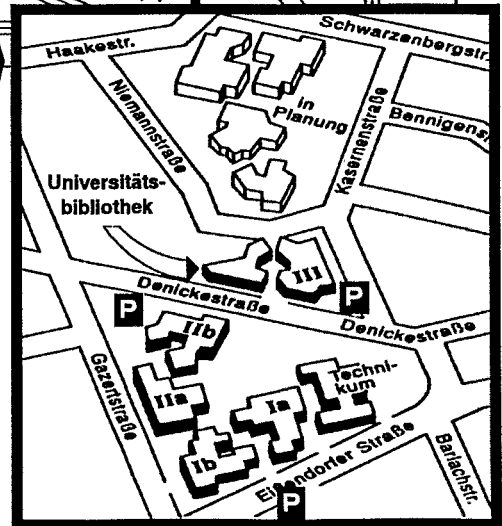 Haakestr.
Schwarzenbergstr.
Niemannstraße
in
Planung
Kasernenstraße
Bennigenst
Universitäts-
bibliothek
III
Denickestraße
P
P
Denickestraße
IIb
Gazertstraße
IIa
Techni-
kum
Ia
Ib
Eißendorfer Straße
Barlachstr.
P